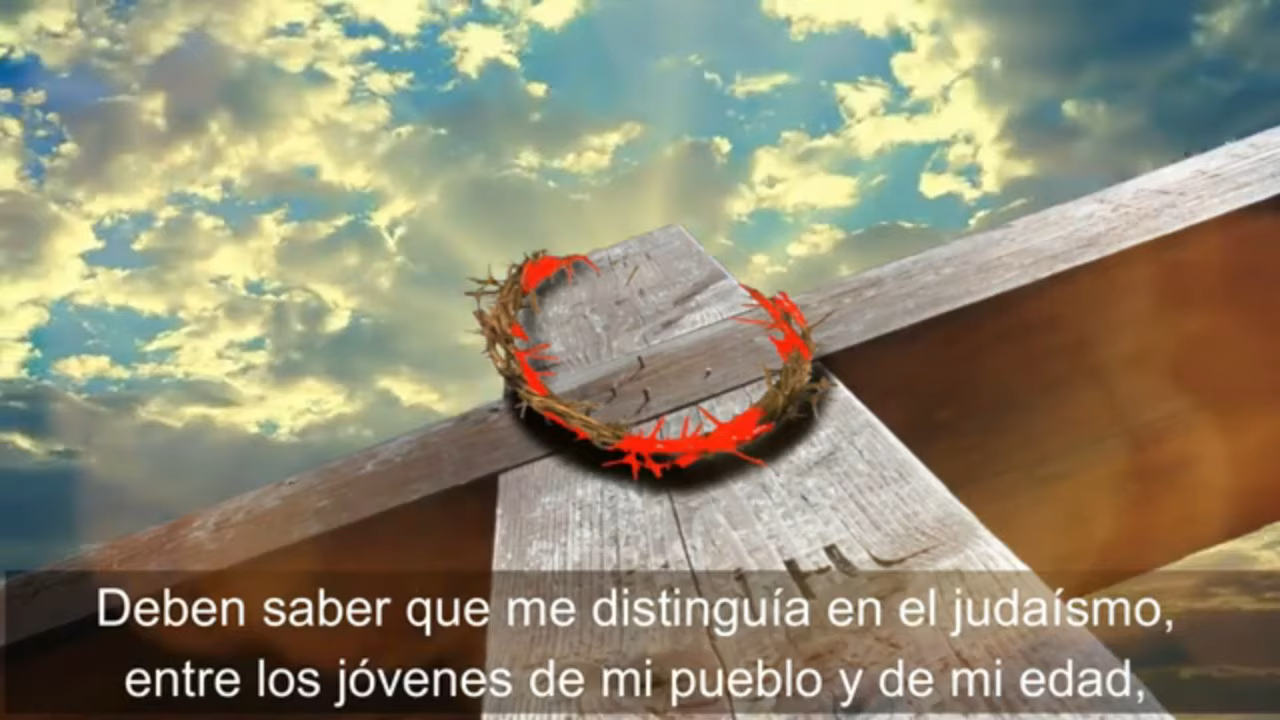 Deben saber que me distinguía en el judaísmo,
entre los jóvenes de mi pueblo y de mi edad,